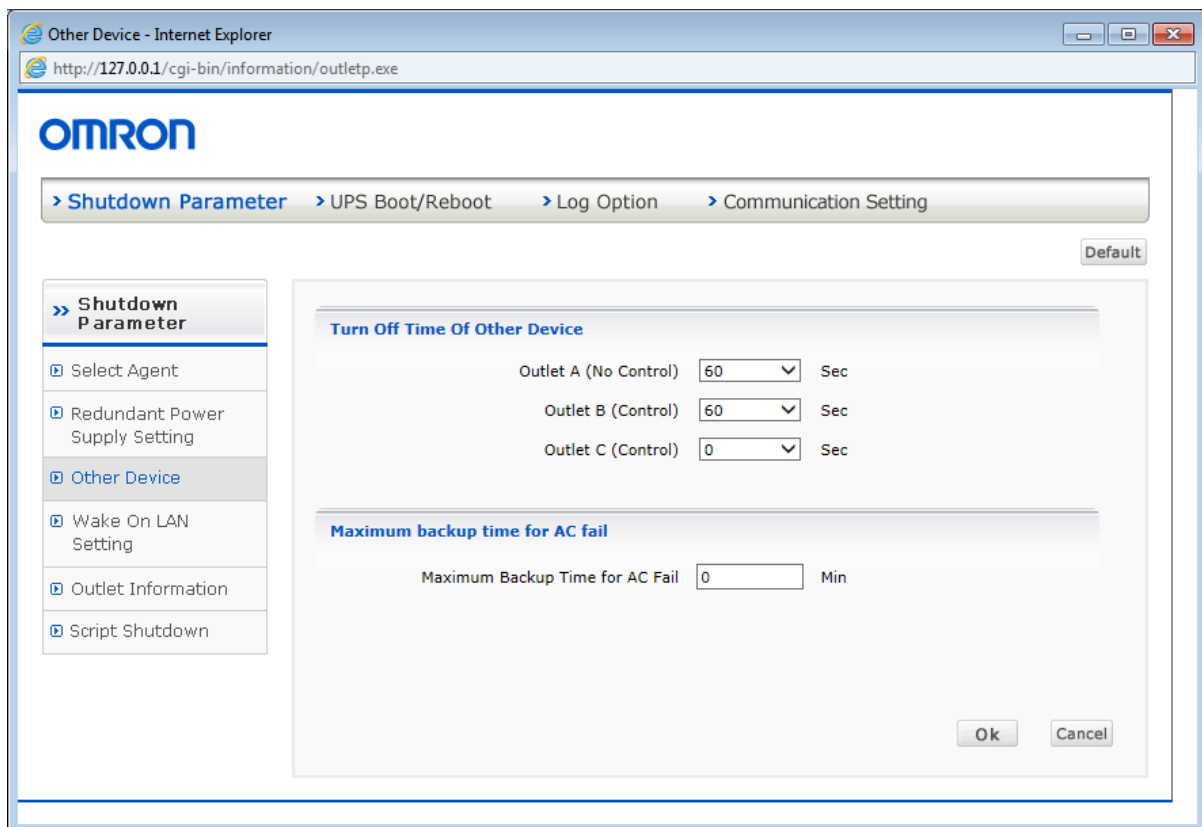 Other Device - Internet Explorer
http://127.0.0.1/cgi-bin/information/outletp.exe
OMRON
Shutdown Parameter UPS Boot/Reboot Log Option Communication Setting
Default
Shutdown
Parameter
Select Agent
Redundant Power
Supply Setting
Other Device
Wake On LAN
Setting
Outlet Information
Script Shutdown
Turn Off Time Of Other Device
Outlet A (No Control) 60 Sec
Outlet B (Control) 60 Sec
Outlet C (Control) 0 Sec
Maximum backup time for AC fail
Maximum Backup Time for AC Fail 0 Min
Ok Cancel